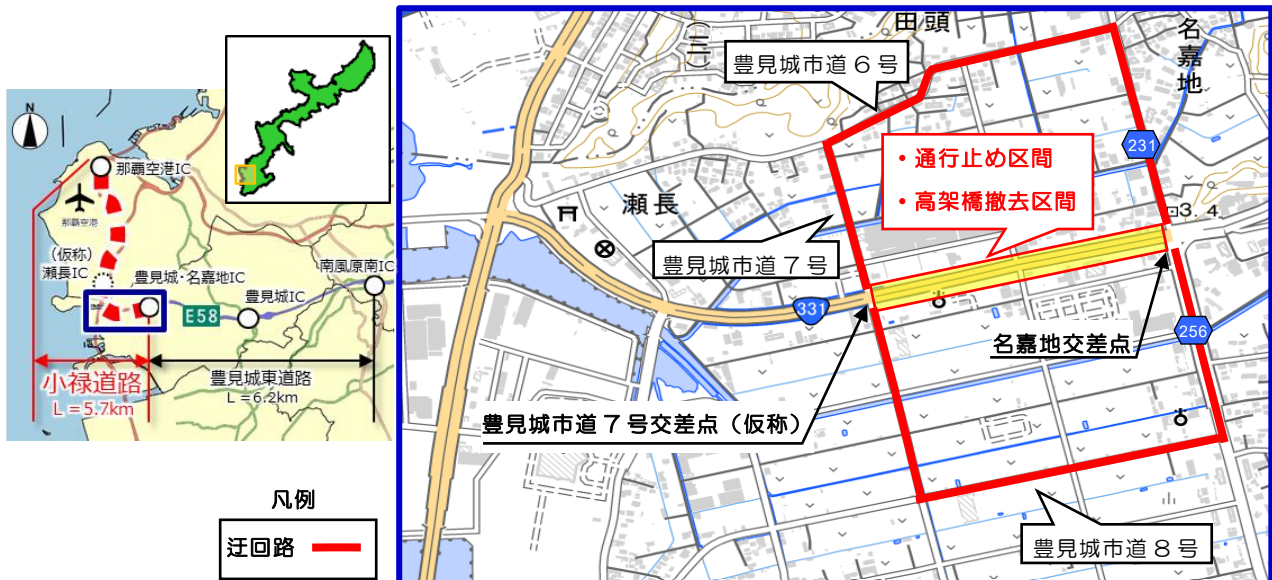 N
那覇空港IC
那覇空港
(仮称)
瀬長IC
豊見城・名嘉地IC
豊見城IC
南風原南IC
E58
小禄道路
L=5.7km
豊見城東道路
L=6.2km
凡例
迂回路
田頭
(二)
名嘉地
豊見城市道6号
231
・通行止め区間
・高架橋撤去区間
瀬長
3.4
豊見城市道7号
331
名嘉地交差点
256
豊見城市道7号交差点（仮称）
豊見城市道8号